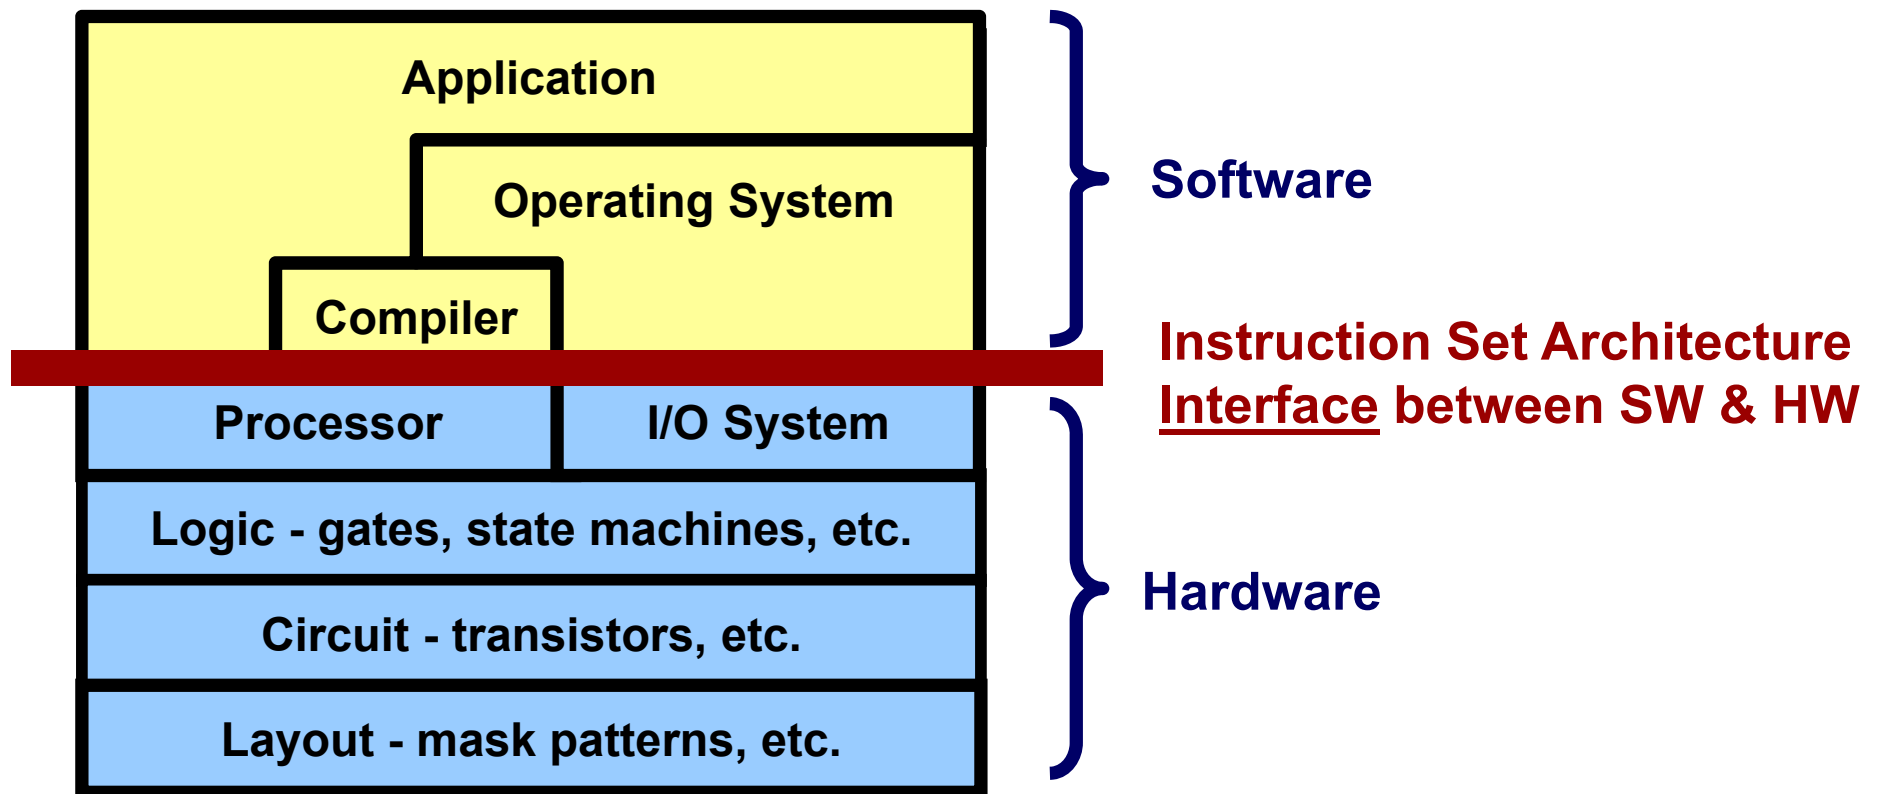 Application
Operating System
Compiler
Software
Instruction Set Architecture
Interface between SW & HW
Processor
I/O System
Logic - gates, state machines, etc.
Circuit - transistors, etc.
Layout - mask patterns, etc.
Hardware